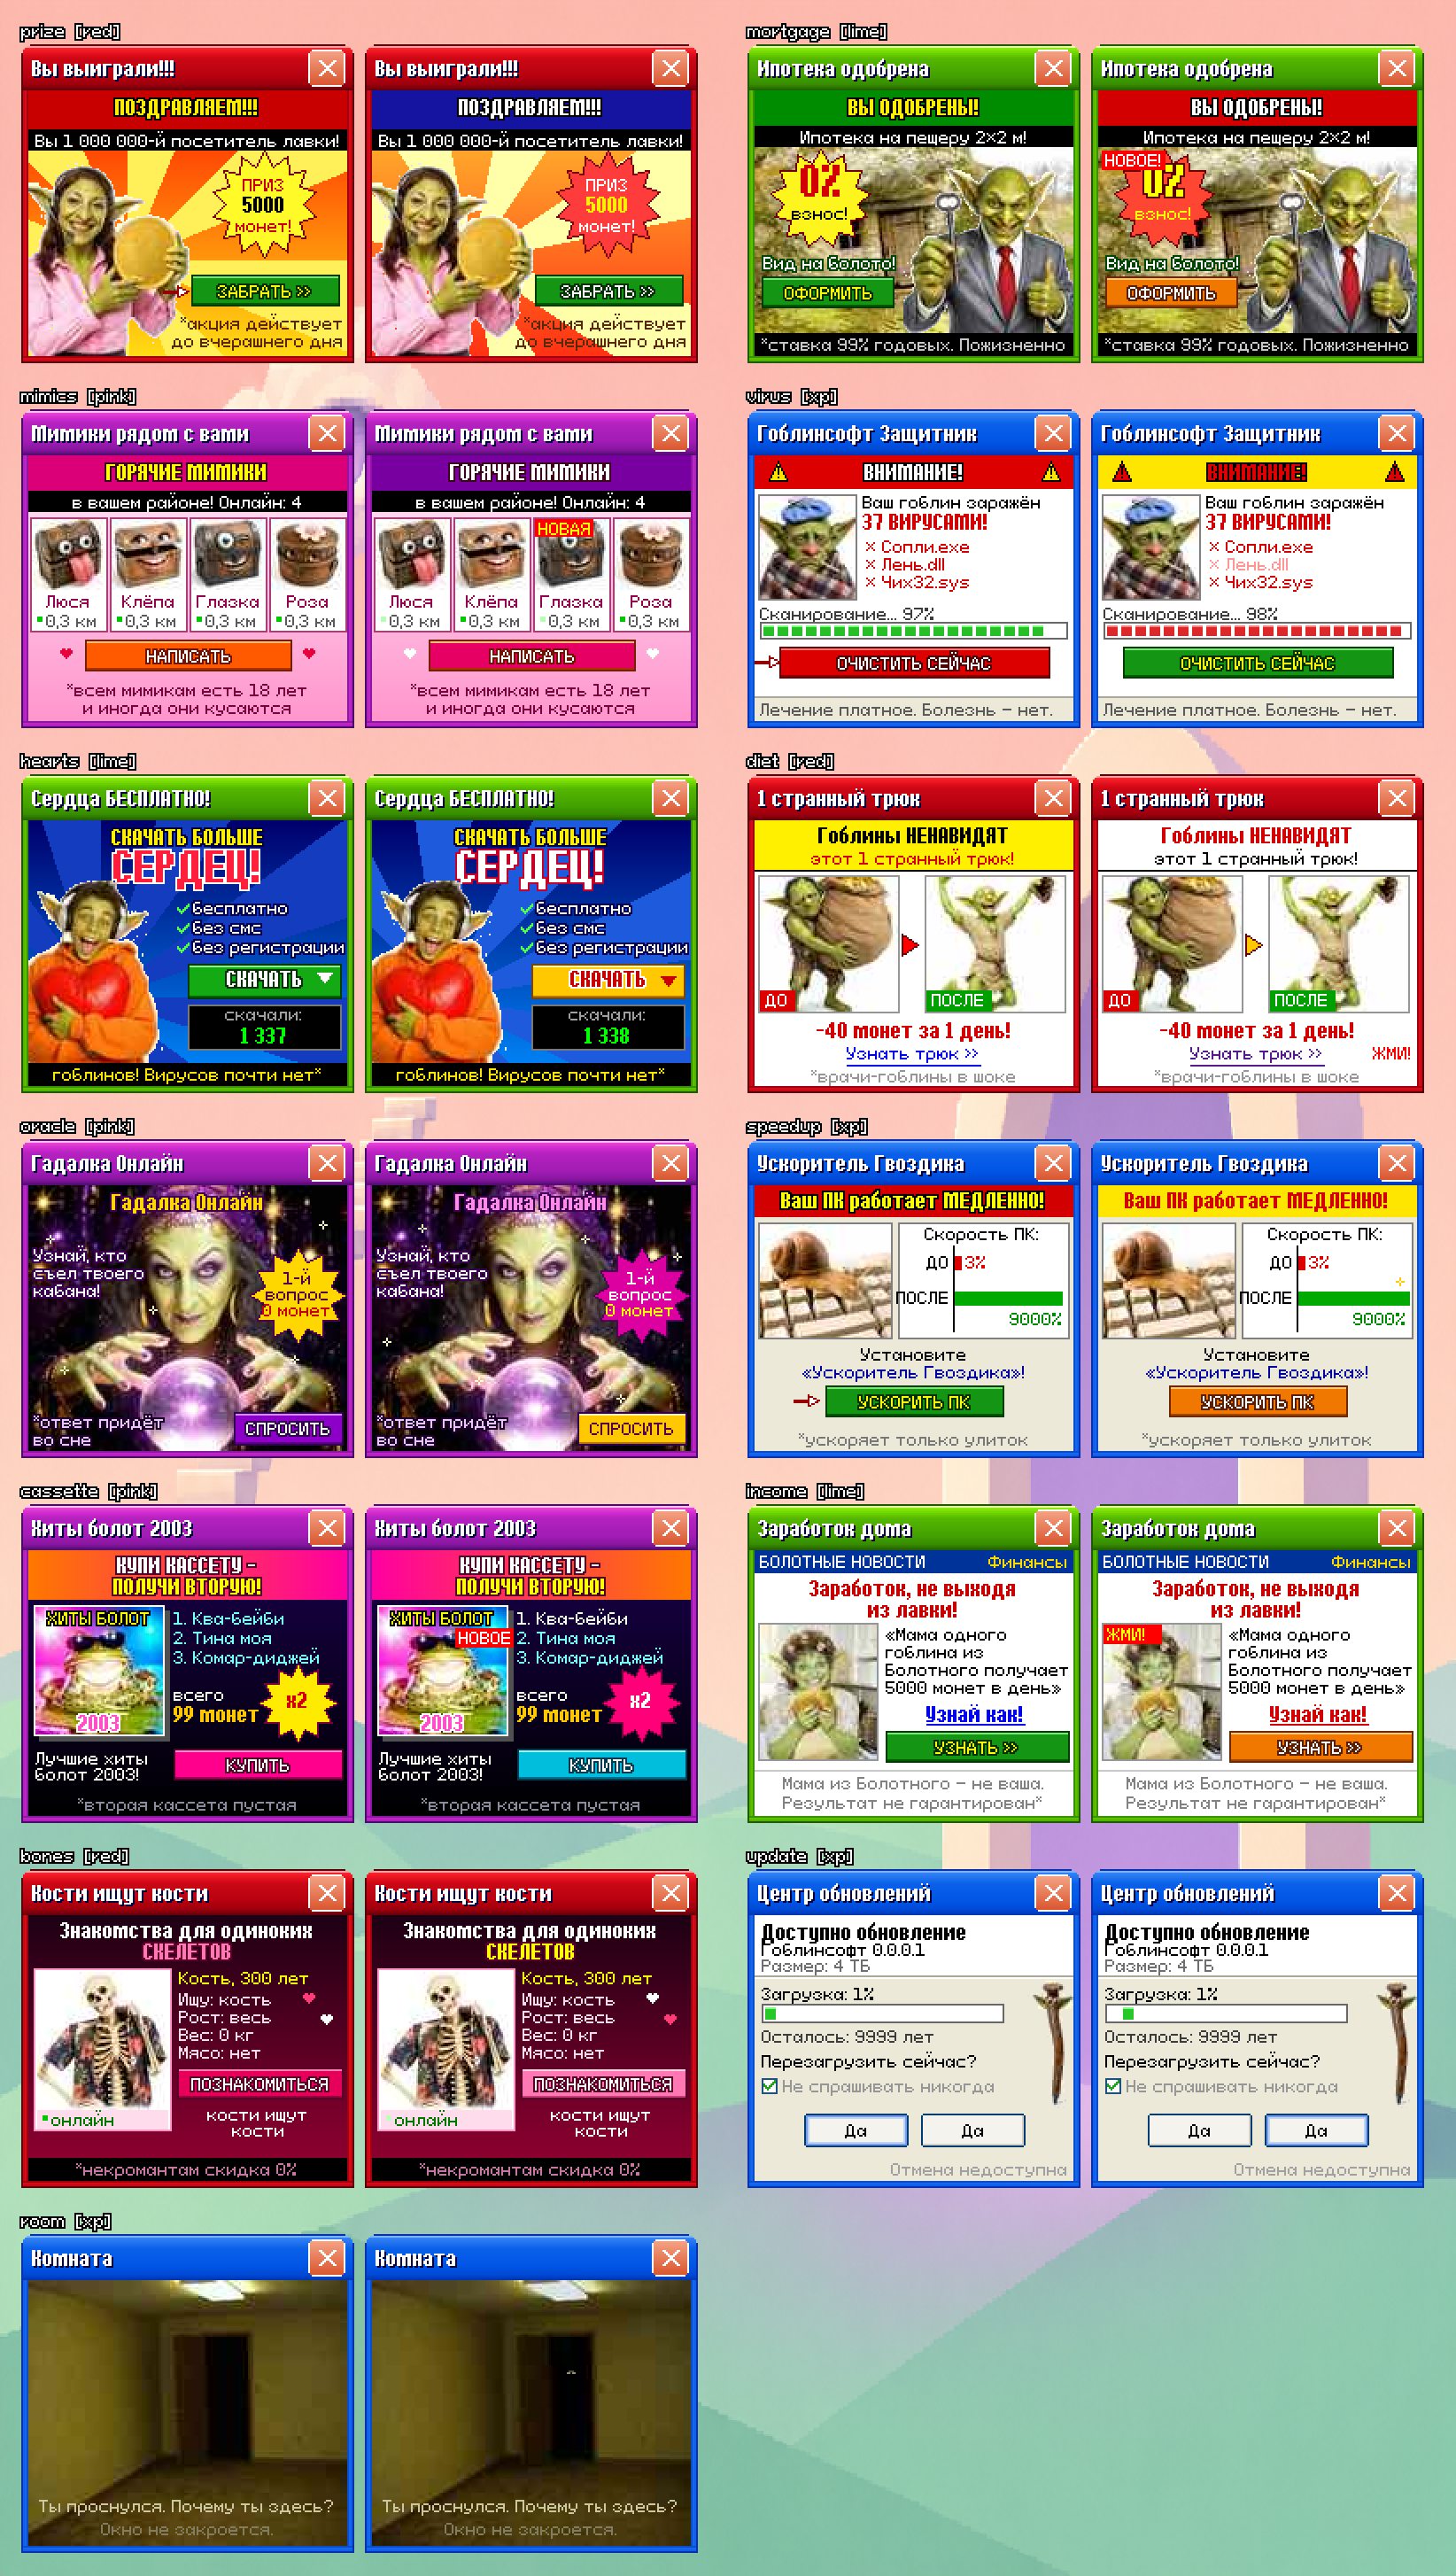 prize [red]
Вы выиграли!!!
ПОЗДРАВЛЯЕМ!!!
Вы 1 000 000-й посетитель лавки!
ПРИЗ
5000
монет!
ЗАБРАТЬ >>
*акция действует
до вчерашнего дня
Вы выиграли!!!
ПОЗДРАВЛЯЕМ!!!
Вы 1 000 000-й посетитель лавки!
ПРИЗ
5000
монет!
ЗАБРАТЬ >>
*акция действует
до вчерашнего дня
mortgage [lime]
Ипотека одобрена
ВЫ ОДОБРЕНЫ!
Ипотека на пещеру 2×2 м!
0%
взнос!
Вид на болото!
ОФОРМИТЬ
*ставка 99% годовых. Пожизненно
Ипотека одобрена
ВЫ ОДОБРЕНЫ!
Ипотека на пещеру 2×2 м!
НОВОЕ!
0%
взнос!
Вид на болото!
ОФОРМИТЬ
*ставка 99% годовых. Пожизненно
mimics [pink]
Мимики рядом с вами
ГОРЯЧИЕ МИМИКИ
в вашем районе! Онлайн: 4
Люся Клёпа Глазка Роза
0,3 км 0,3 км 0,3 км 0,3 км
НАПИСАТЬ
*всем мимикам есть 18 лет
и иногда они кусаются
Мимики рядом с вами
ГОРЯЧИЕ МИМИКИ
в вашем районе! Онлайн: 4
НОВАЯ
Люся Клёпа Глазка Роза
0,3 км 0,3 км 0,3 км 0,3 км
НАПИСАТЬ
*всем мимикам есть 18 лет
и иногда они кусаются
virus [xp]
Гоблинсофт Защитник
ВНИМАНИЕ!
Ваш гоблин заражён
37 ВИРУСАМИ!
× Сопли.exe
× Лень.dll
× Чих32.sys
Сканирование... 97%
ОЧИСТИТЬ СЕЙЧАС
Лечение платное. Болезнь – нет.
Гоблинсофт Защитник
ВНИМАНИЕ!
Ваш гоблин заражён
37 ВИРУСАМИ!
× Сопли.exe
× Лень.dll
× Чих32.sys
Сканирование... 98%
ОЧИСТИТЬ СЕЙЧАС
Лечение платное. Болезнь – нет.
hearts [lime]
Сердца БЕСПЛАТНО!
СКАЧАТЬ БОЛЬШЕ
СЕРДЕЦ!
бесплатно
без смс
без регистрации
СКАЧАТЬ
скачали:
1 337
гоблинов! Вирусов почти нет*
Сердца БЕСПЛАТНО!
СКАЧАТЬ БОЛЬШЕ
СЕРДЕЦ!
бесплатно
без смс
без регистрации
СКАЧАТЬ
скачали:
1 338
гоблинов! Вирусов почти нет*
diet [red]
1 странный трюк
Гоблины НЕНАВИДЯТ
этот 1 странный трюк!
ДО ПОСЛЕ
-40 монет за 1 день!
Узнать трюк >>
*врачи-гоблины в шоке
1 странный трюк
Гоблины НЕНАВИДЯТ
этот 1 странный трюк!
ДО ПОСЛЕ
-40 монет за 1 день!
Узнать трюк >> ЖМИ!
*врачи-гоблины в шоке
oracle [pink]
Гадалка Онлайн
Гадалка Онлайн
Узнай, кто
съел твоего
кабана!
1-й
вопрос
0 монет
*ответ придёт
во сне
СПРОСИТЬ
Гадалка Онлайн
Гадалка Онлайн
Узнай, кто
съел твоего
кабана!
1-й
вопрос
0 монет
*ответ придёт
во сне
СПРОСИТЬ
speedup [xp]
Ускоритель Гвоздика
Ваш ПК работает МЕДЛЕННО!
Скорость ПК:
ДО 3%
ПОСЛЕ
9000%
Установите
«Ускоритель Гвоздика»!
УСКОРИТЬ ПК
*ускоряет только улиток
Ускоритель Гвоздика
Ваш ПК работает МЕДЛЕННО!
Скорость ПК:
ДО 3%
ПОСЛЕ
9000%
Установите
«Ускоритель Гвоздика»!
УСКОРИТЬ ПК
*ускоряет только улиток
cassette [pink]
Хиты болот 2003
КУПИ КАССЕТУ –
ПОЛУЧИ ВТОРУЮ!
ХИТЫ БОЛОТ
2003
1. Ква-бейби
2. Тина моя
3. Комар-диджей
всего
99 монет
x2
Лучшие хиты
болот 2003!
КУПИТЬ
*вторая кассета пустая
Хиты болот 2003
КУПИ КАССЕТУ –
ПОЛУЧИ ВТОРУЮ!
ХИТЫ БОЛОТ
НОВОЕ
2003
1. Ква-бейби
2. Тина моя
3. Комар-диджей
всего
99 монет
x2
Лучшие хиты
болот 2003!
КУПИТЬ
*вторая кассета пустая
income [lime]
Заработок дома
БОЛОТНЫЕ НОВОСТИ Финансы
Заработок, не выходя
из лавки!
«Мама одного
гоблина из
Болотного получает
5000 монет в день»
Узнай как!
УЗНАТЬ >>
Мама из Болотного – не ваша.
Результат не гарантирован*
Заработок дома
БОЛОТНЫЕ НОВОСТИ Финансы
Заработок, не выходя
из лавки!
ЖМИ!
«Мама одного
гоблина из
Болотного получает
5000 монет в день»
Узнай как!
УЗНАТЬ >>
Мама из Болотного – не ваша.
Результат не гарантирован*
bones [red]
Кости ищут кости
Знакомства для одиноких
СКЕЛЕТОВ
Кость, 300 лет
Ищу: кость
Рост: весь
Вес: 0 кг
Мясо: нет
ПОЗНАКОМИТЬСЯ
онлайн
кости ищут
кости
*некромантам скидка 0%
Кости ищут кости
Знакомства для одиноких
СКЕЛЕТОВ
Кость, 300 лет
Ищу: кость
Рост: весь
Вес: 0 кг
Мясо: нет
ПОЗНАКОМИТЬСЯ
онлайн
кости ищут
кости
*некромантам скидка 0%
update [xp]
Центр обновлений
Доступно обновление
Гоблинсофт 0.0.0.1
Размер: 4 ТБ
Загрузка: 1%
Осталось: 9999 лет
Перезагрузить сейчас?
Не спрашивать никогда
Да Да
Отмена недоступна
Центр обновлений
Доступно обновление
Гоблинсофт 0.0.0.1
Размер: 4 ТБ
Загрузка: 1%
Осталось: 9999 лет
Перезагрузить сейчас?
Не спрашивать никогда
Да Да
Отмена недоступна
room [xp]
Комната
Ты проснулся. Почему ты здесь?
Окно не закроется.
Комната
Ты проснулся. Почему ты здесь?
Окно не закроется.